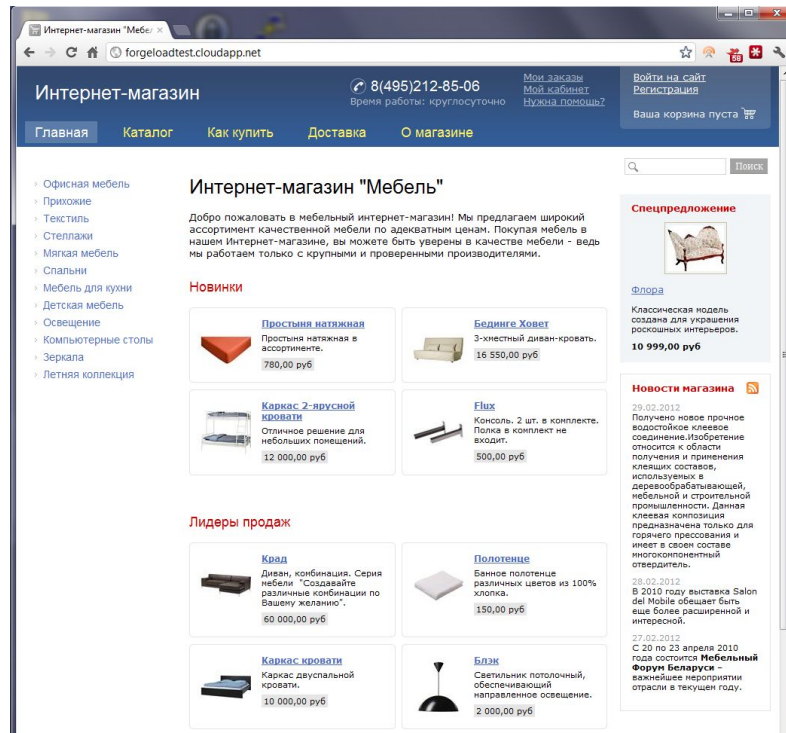 Интернет-магазин "Мебел
forgeloadtest.cloudapp.net
58
Интернет-магазин
8(495)212-85-06
Время работы: круглосуточно
Мои заказы
Мой кабинет
Нужна помощь?
Войти на сайт
Регистрация
Ваша корзина пуста
Главная
Каталог
Как купить
Доставка
О магазине
Поиск
Офисная мебель
Прихожие
Текстиль
Стеллажи
Мягкая мебель
Спальни
Мебель для кухни
Детская мебель
Освещение
Компьютерные столы
Зеркала
Летняя коллекция
Интернет-магазин "Мебель"
Добро пожаловать в мебельный интернет-магазин! Мы предлагаем широкий
ассортимент качественной мебели по адекватным ценам. Покупая мебель в
нашем Интернет-магазине, вы можете быть уверены в качестве мебели - ведь
мы работаем только с крупными и проверенными производителями.
Новинки
Простыня натяжная
Простыня натяжная в
ассортименте.
780,00 руб
Бединге Ховет
3-хместный диван-кровать.
16 550,00 руб
Каркас 2-ярусной
кровати
Отличное решение для
небольших помещений.
12 000,00 руб
Flux
Консоль. 2 шт. в комплекте.
Полка в комплект не
входит.
500,00 руб
Лидеры продаж
Крад
Диван, комбинация. Серия
мебели "Создавайте
различные комбинации по
Вашему желанию".
60 000,00 руб
Полотенце
Банное полотенце
различных цветов из 100%
хлопка.
150,00 руб
Каркас кровати
Каркас двуспальной
кровати.
10 000,00 руб
Блэк
Светильник потолочный,
обеспечивающий
направленное освещение.
2 000,00 руб
Спецпредложение
Флора
Классическая модель
создана для украшения
роскошных интерьеров.
10 999,00 руб
Новости магазина
29.02.2012
Получено новое прочное
водостойкое клеевое
соединение.Изобретение
относится к области
получения и применения
клеящих составов,
используемых в
деревообрабатывающей,
мебельной и строительной
промышленности. Данная
клеевая композиция
предназначена только для
горячего прессования и
имеет в своем составе
многокомпонентный
отвердитель.
28.02.2012
В 2010 году выставка Salon
del Mobile обещает быть
еще более расширенной и
интересной.
27.02.2012
С 20 по 23 апреля 2010
года состоится Мебельный
Форум Беларуси –
важнейшее мероприятии
отрасли в текущен году.